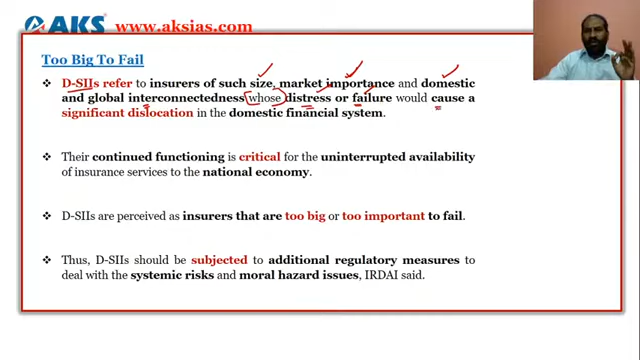 AKS www.aksias.com
Too Big To Fail
❖ D-SIIs refer to insurers of such size, market importance and domestic
and global interconnectedness whose distress or failure would cause a
significant dislocation in the domestic financial system.
❖ Their continued functioning is critical for the uninterrupted availability
of insurance services to the national economy.
❖ D-SIIs are perceived as insurers that are too big or too important to fail.
❖ Thus, D-SIIs should be subjected to additional regulatory measures to
deal with the systemic risks and moral hazard issues, IRDAI said.